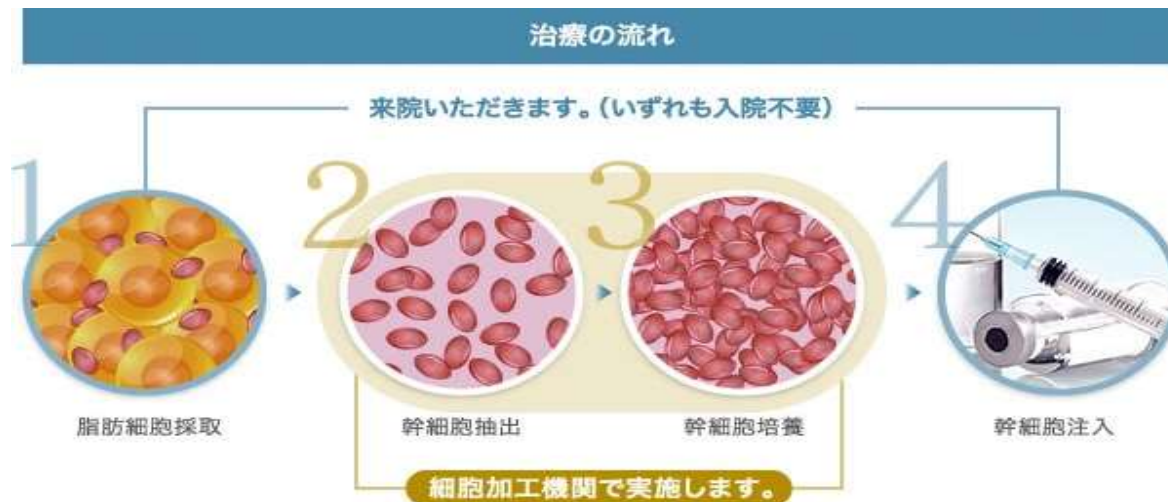 治療の流れ
来院いただきます。(いずれも入院不要)
1
2
3
4
脂肪細胞採取
幹細胞抽出
幹細胞培養
幹細胞注入
細胞加工機関で実施します。